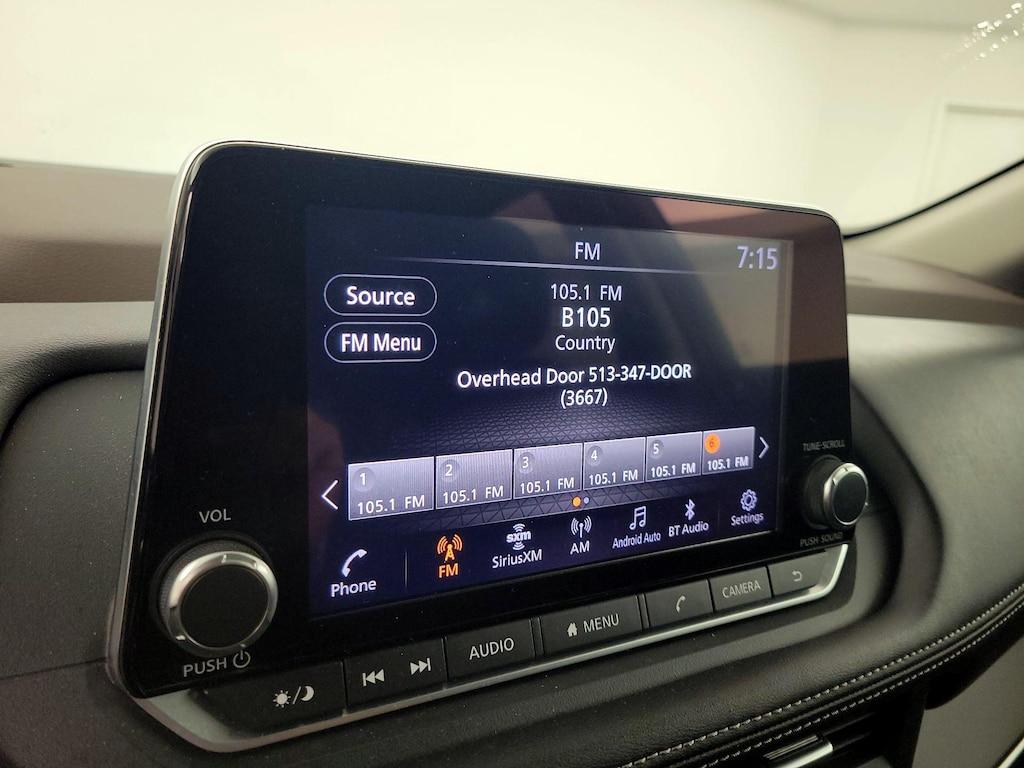 FM
7:15
Source
105.1 FM
B105
FM Menu
Country
Overhead Door 513-347-DOOR
(3667)
TUNE·SCROLL
1
105.1 FM
2
105.1 FM
3
105.1 FM
4
105.1 FM
5
105.1 FM
6
105.1 FM
VOL
Phone
FM
sxm
SiriusXM
AM
Android Auto
BT Audio
Settings
PUSH SOUND
PUSH
AUDIO
MENU
CAMERA